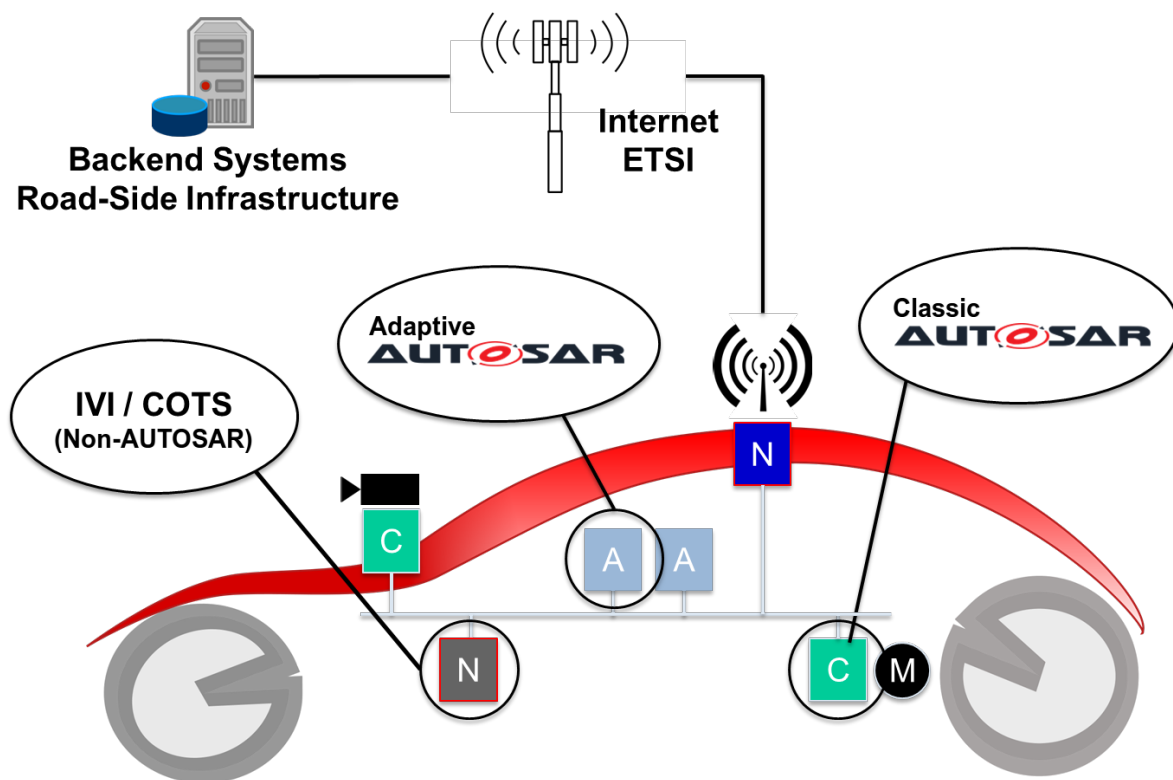 Backend Systems
Road-Side Infrastructure
Internet
ETSI
Adaptive
AUTOSAR
Classic
AUTOSAR
IVI / COTS
(Non-AUTOSAR)
N
C
A
A
N
C
M